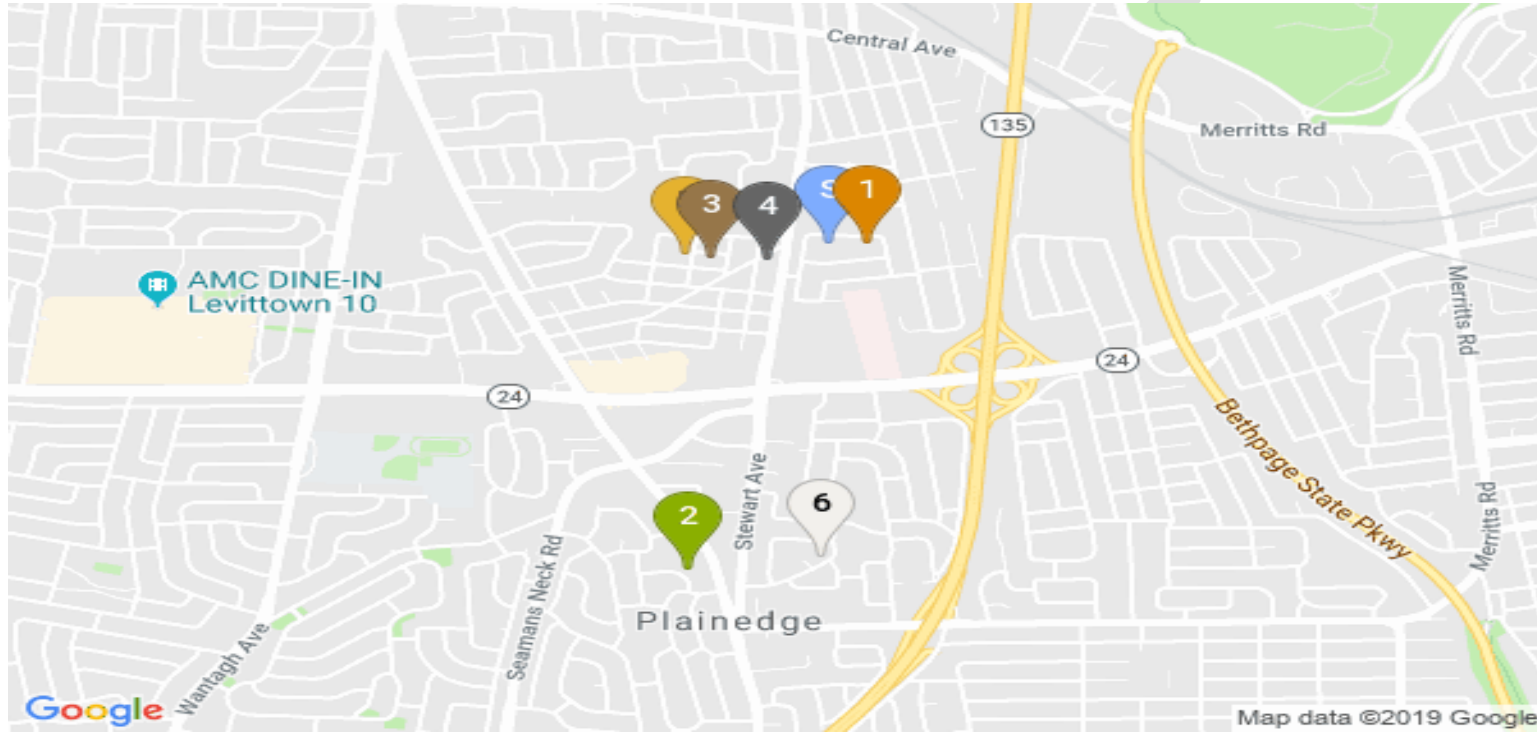 Central Ave
135
Merritts Rd
S
1
3
4
AMC DINE-IN
Levittown 10
Merritts Rd
24
24
Bethpage State Pkwy
Stewart Ave
6
2
Merritts Rd
Seamans Neck Rd
Plainedge
Wantagh Ave
Google
Map data ©2019 Google